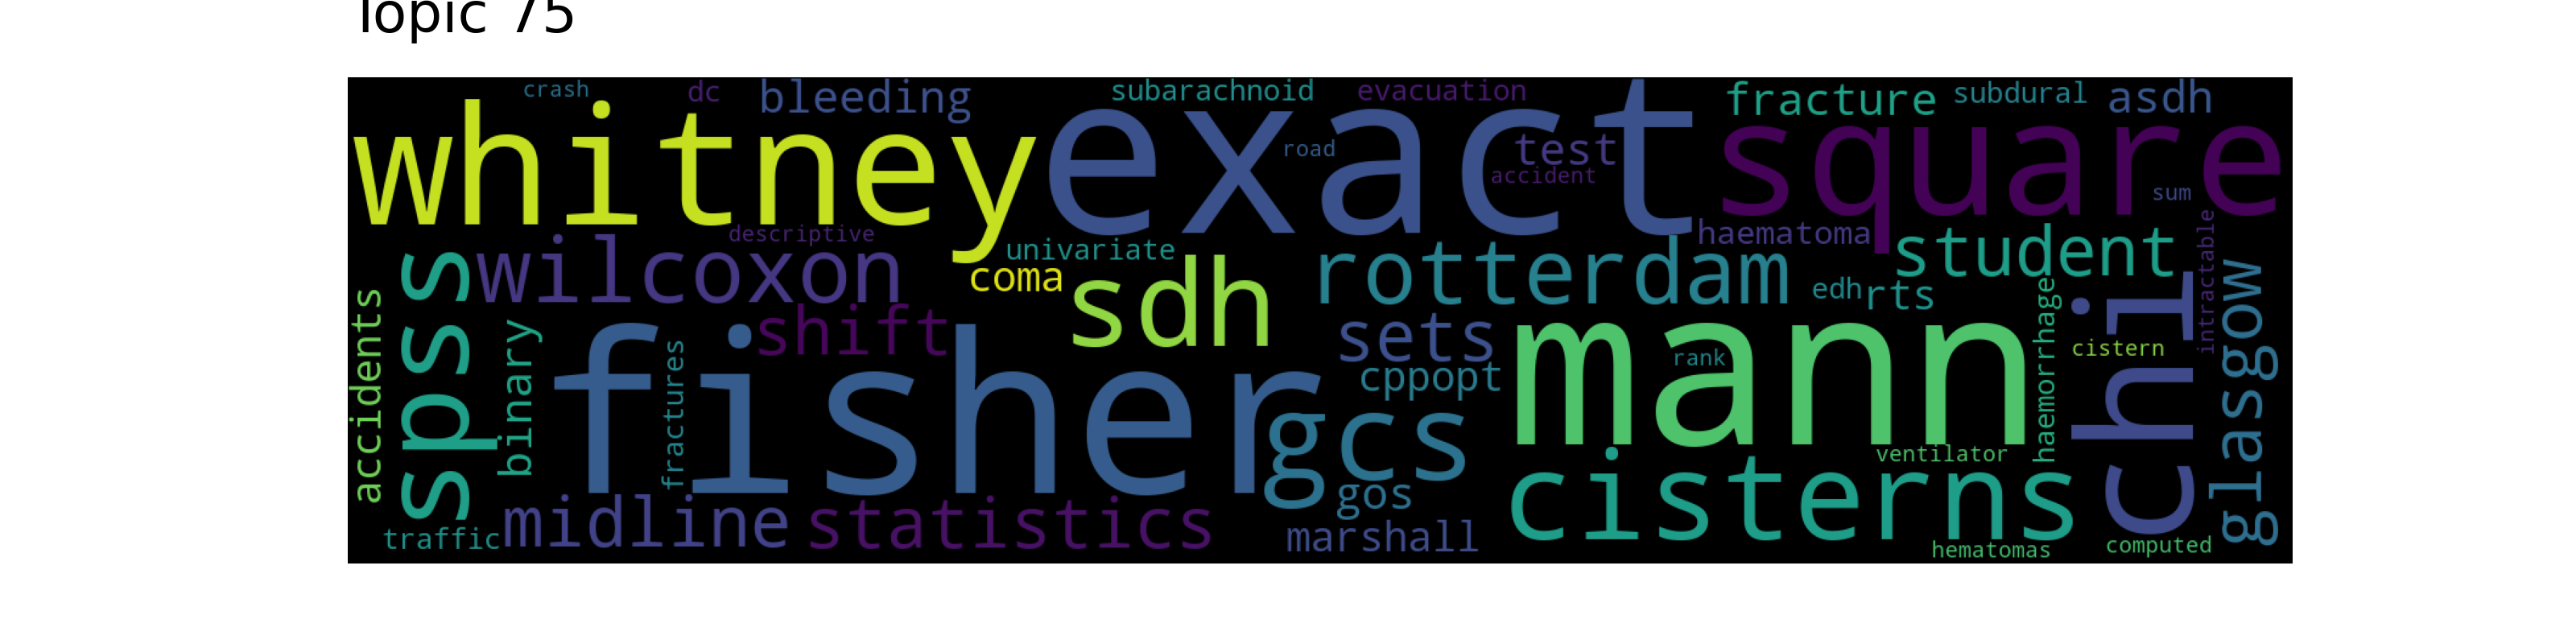 Topic 75
crash
dc
bleeding
subarachnoid
evacuation
fracture
subdural
asdh
whitney
exact
road
test
accident
square
sum
descriptive
univariate
haematoma
student
intractable
wilcoxon
coma
sdh
rotterdam
edh
rts
accidents
spss
binary
shift
fractures
fisher
sets
cppopt
rank
mann
haemorrhage
cistern
chi
glasgow
gcs
gos
ventilator
cisterns
traffic
midline
statistics
marshall
hematomas
computed